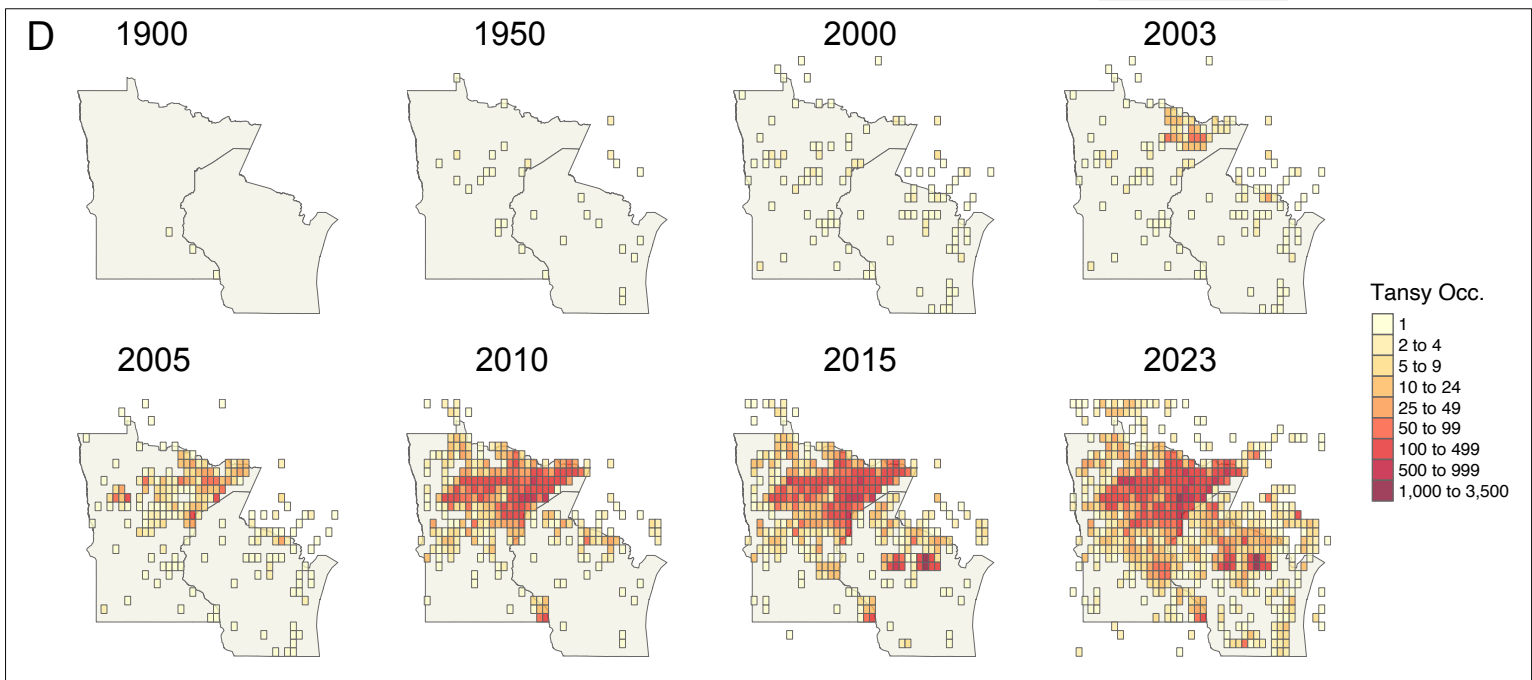 D
1900 1950 2000 2003
2005 2010 2015 2023
Tansy Occ.
1
2 to 4
5 to 9
10 to 24
25 to 49
50 to 99
100 to 499
500 to 999
1,000 to 3,500